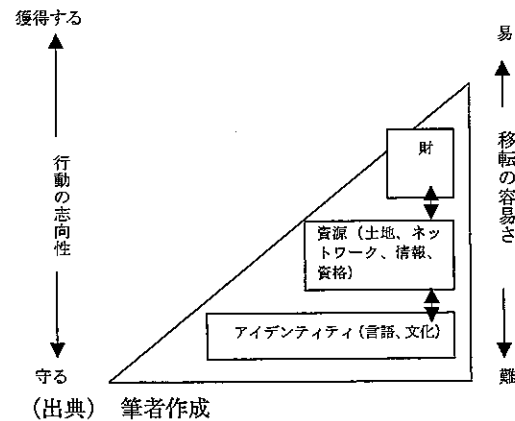 獲得する
易
行動の志向性
移転の容易さ
財
資源（土地、ネッ
トワーク、情報、
資格）
アイデンティティ（言語、文化）
守る
難
（出典）　筆者作成